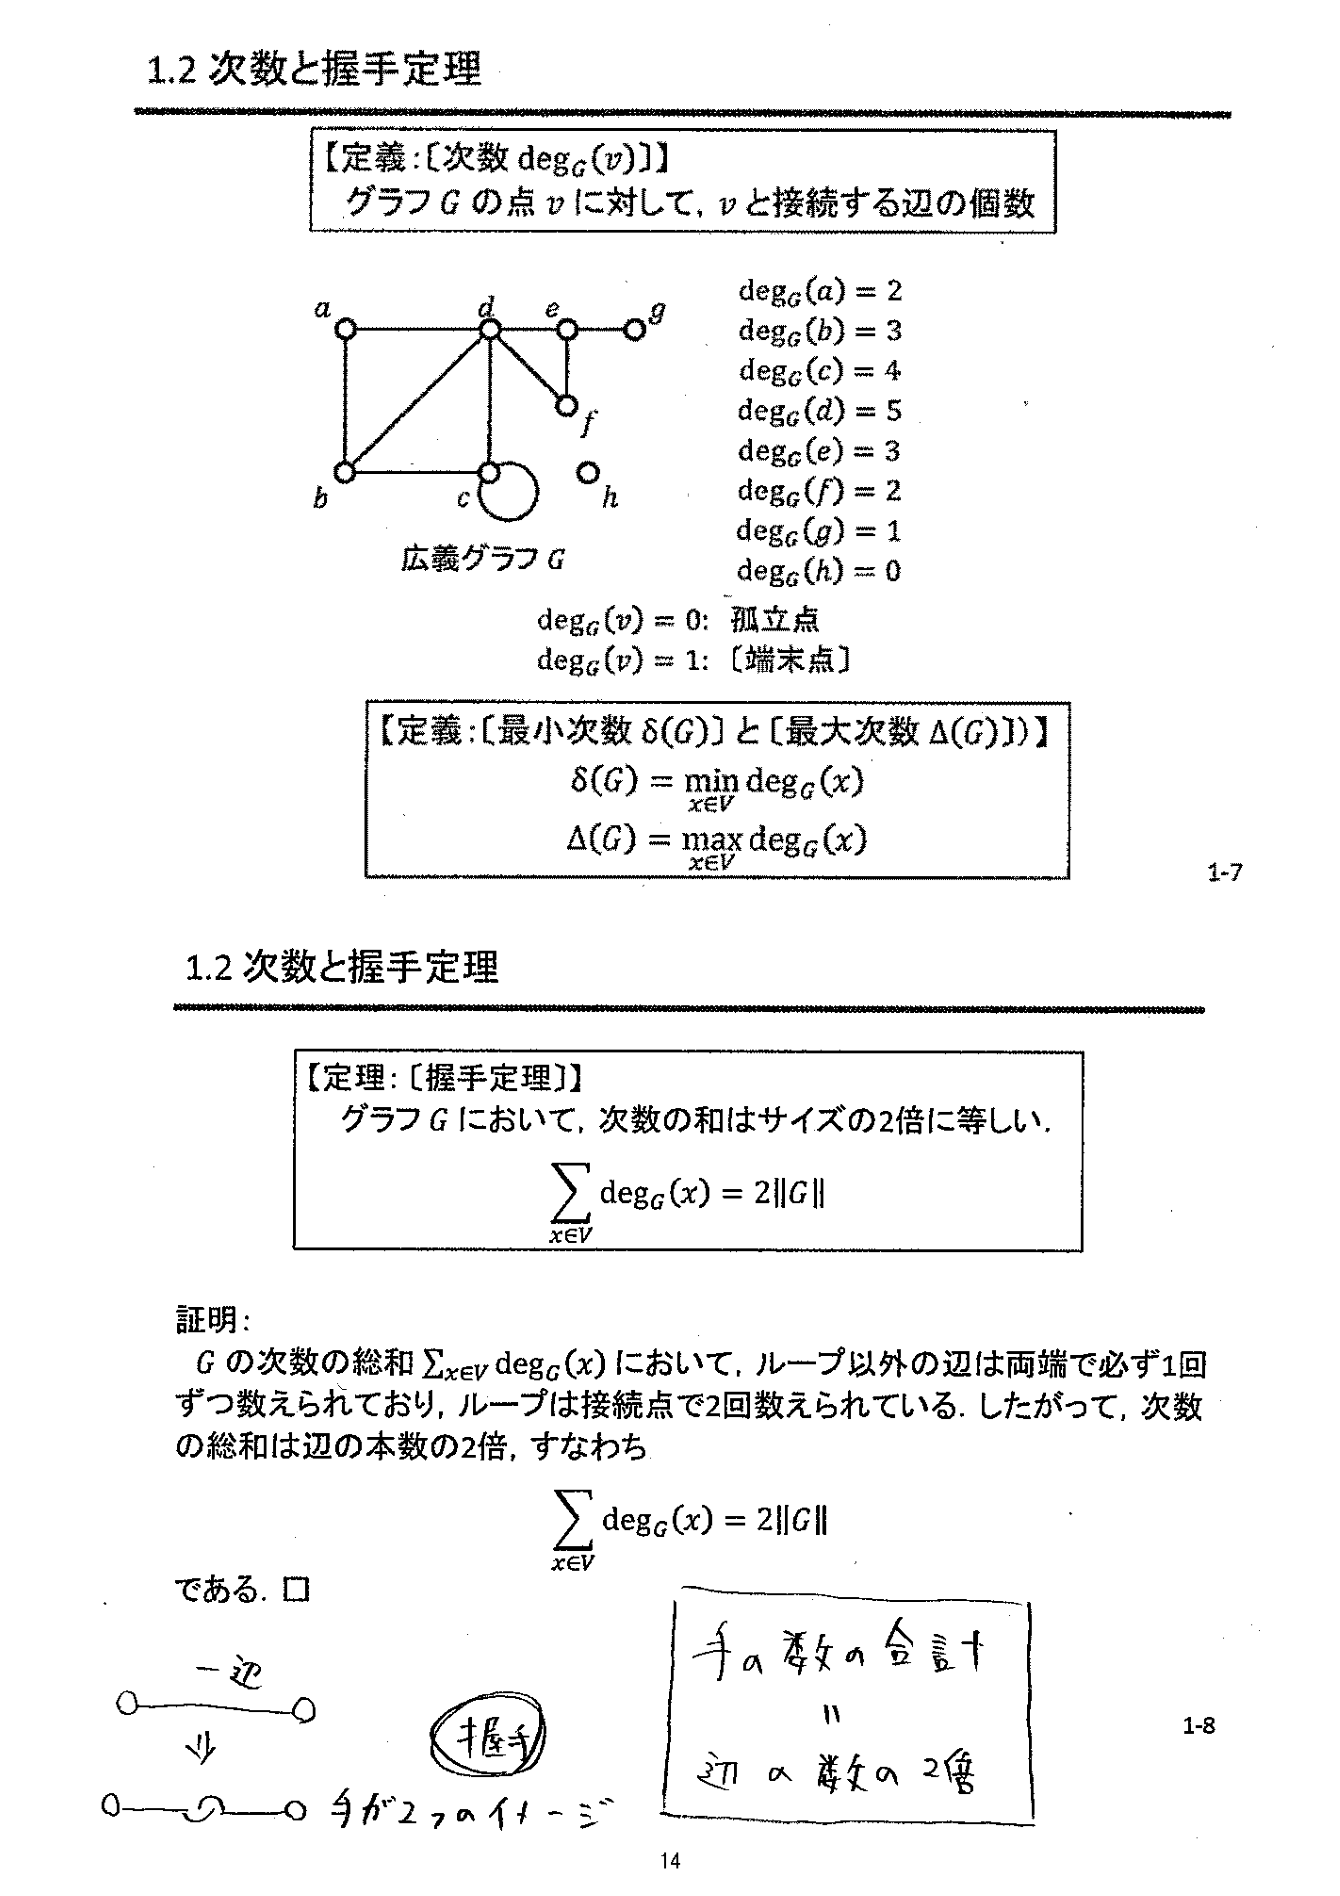 1.2 次数と握手定理
【定義:〔次数 deg_G(v)〕】
グラフ G の点 v に対して, v と接続する辺の個数
a
d
e
g
f
b
c
h
広義グラフ G
deg_G(a) = 2
deg_G(b) = 3
deg_G(c) = 4
deg_G(d) = 5
deg_G(e) = 3
deg_G(f) = 2
deg_G(g) = 1
deg_G(h) = 0
deg_G(v) = 0: 孤立点
deg_G(v) = 1: 〔端末点〕
【定義:〔最小次数 δ(G)〕と〔最大次数 Δ(G)〕)】
δ(G) = min_{x∈V} deg_G(x)
Δ(G) = max_{x∈V} deg_G(x)
1-7
1.2 次数と握手定理
【定理:〔握手定理〕】
グラフ G において, 次数の和はサイズの2倍に等しい.
∑_{x∈V} deg_G(x) = 2‖G‖
証明:
G の次数の総和 ∑_{x∈V} deg_G(x) において, ループ以外の辺は両端で必ず1回
ずつ数えられており, ループは接続点で2回数えられている. したがって, 次数
の総和は辺の本数の2倍, すなわち
∑_{x∈V} deg_G(x) = 2‖G‖
である. □
一辺
⇓
握手
手が2つのイメージ
手の数の合計
=
辺の数の2倍
1-8
14